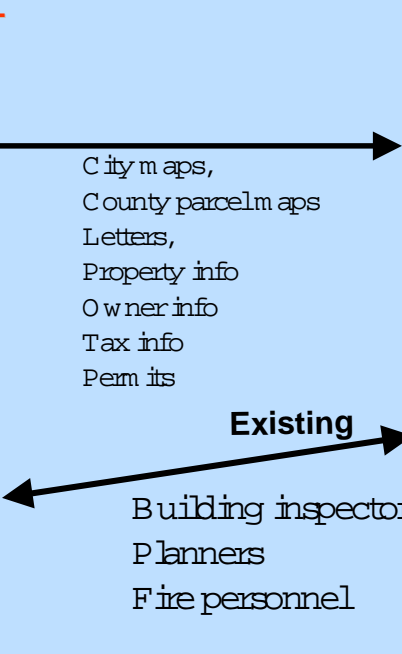 City maps,
County parcel maps
Letters,
Property info
Owner info
Tax info
Permits
Existing
Building inspector
Planners
Fire personnel